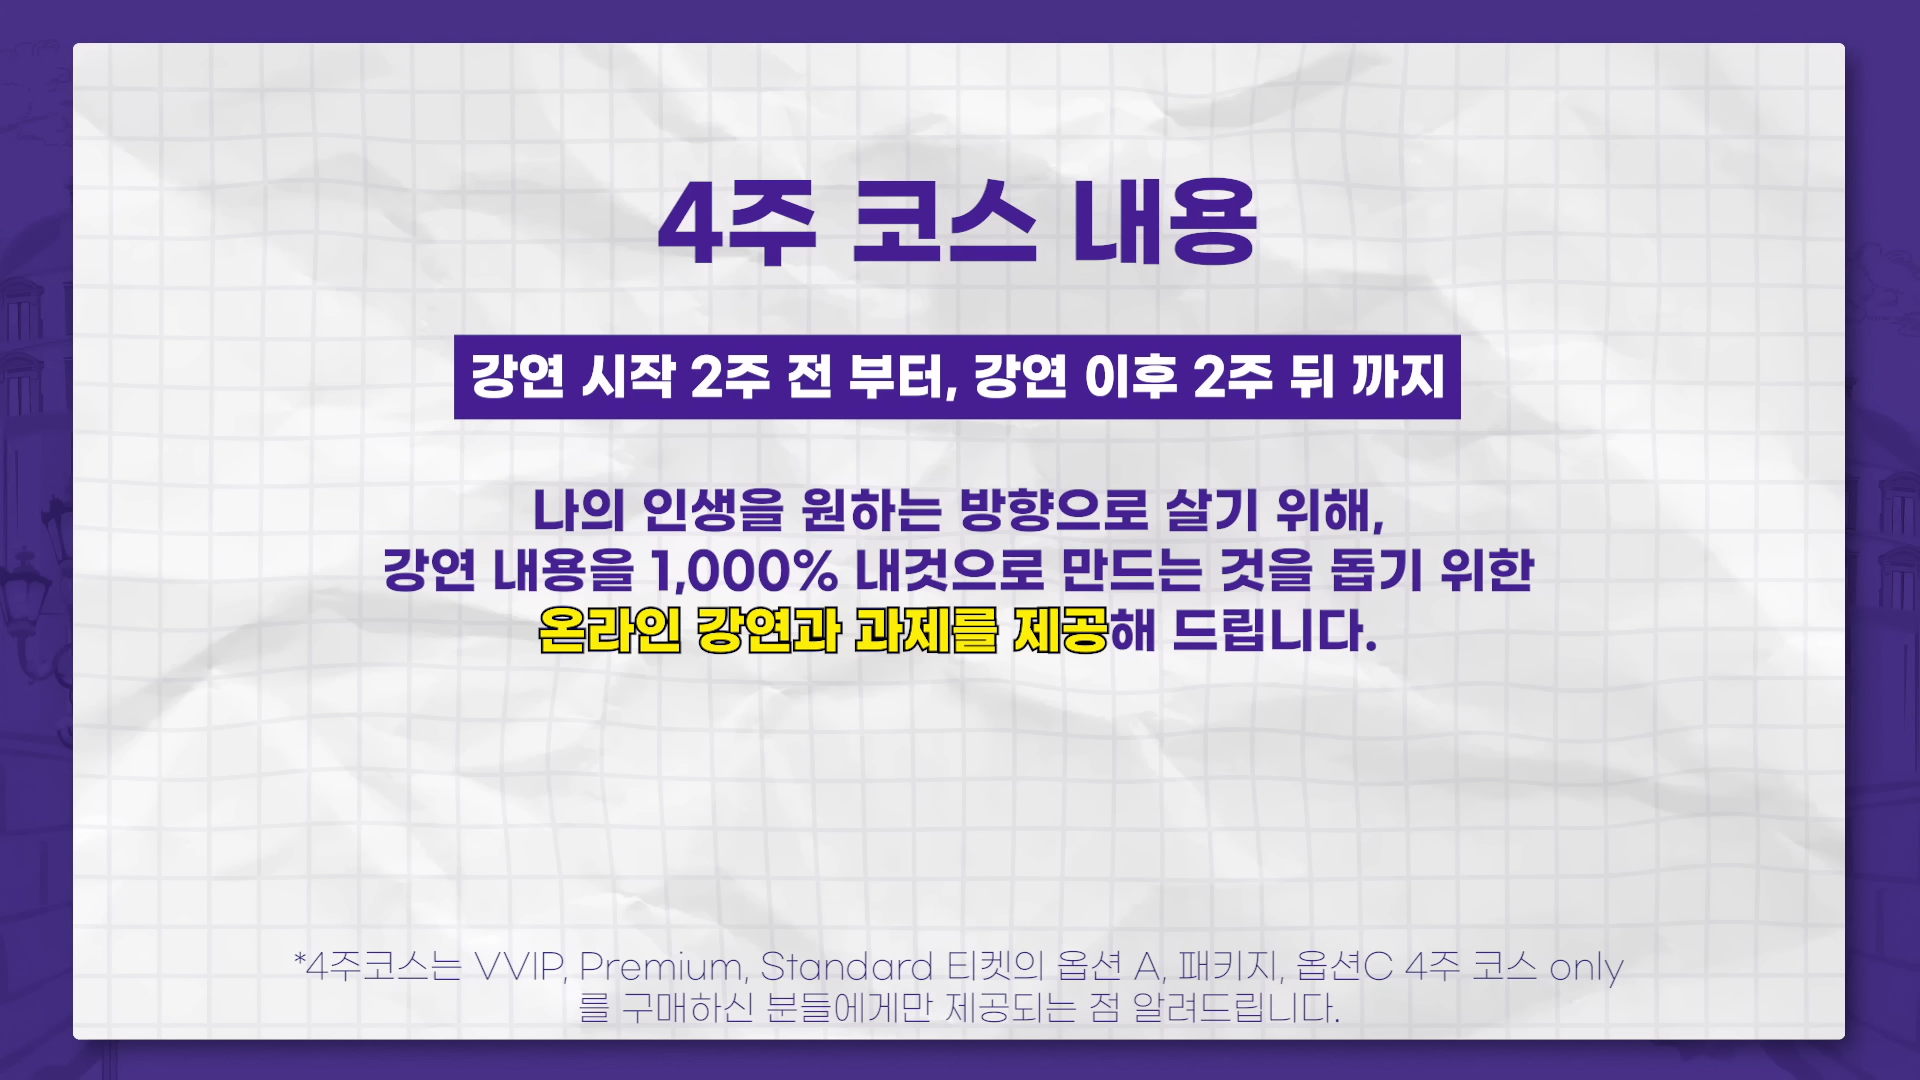 4주 코스 내용
강연 시작 2주 전 부터, 강연 이후 2주 뒤 까지
나의 인생을 원하는 방향으로 살기 위해,
강연 내용을 1,000% 내것으로 만드는 것을 돕기 위한
온라인 강연과 과제를 제공해 드립니다.
*4주코스는 VVIP, Premium, Standard 티켓의 옵션 A, 패키지, 옵션C 4주 코스 only
를 구매하신 분들에게만 제공되는 점 알려드립니다.